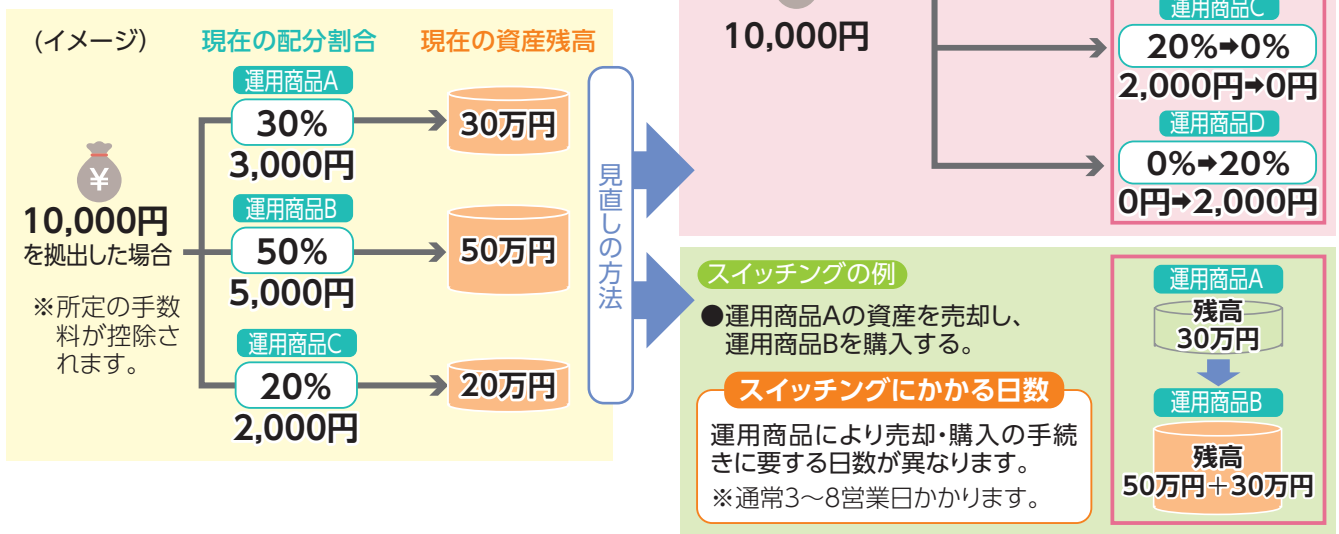 (イメージ)
現在の配分割合
現在の資産残高
¥
10,000円
を拠出した場合
※所定の手数
料が控除さ
れます。
運用商品A
30%
3,000円
30万円
運用商品B
50%
5,000円
50万円
運用商品C
20%
2,000円
20万円
見直しの方法
10,000円
運用商品C
20%➡0%
2,000円➡0円
運用商品D
0%➡20%
0円➡2,000円
スイッチングの例
●運用商品Aの資産を売却し、
運用商品Bを購入する。
スイッチングにかかる日数
運用商品により売却・購入の手続
きに要する日数が異なります。
※通常3〜8営業日かかります。
運用商品A
残高
30万円
運用商品B
残高
50万円+30万円